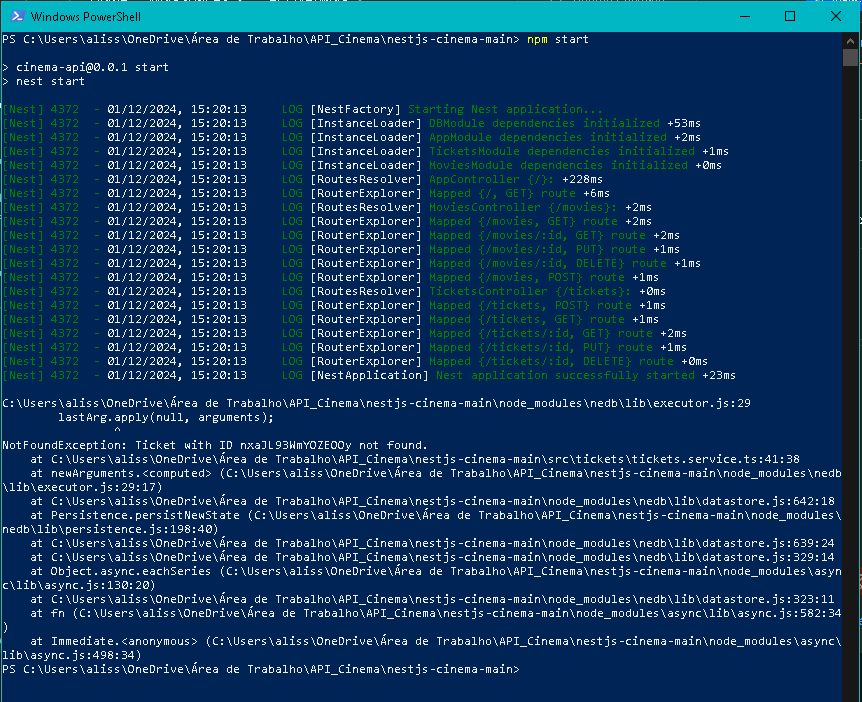 Windows PowerShell
PS C:\Users\aliss\OneDrive\Área de Trabalho\API_Cinema\nestjs-cinema-main> npm start
> cinema-api@0.0.1 start
> nest start
[Nest] 4372  - 01/12/2024, 15:20:13     LOG [NestFactory] Starting Nest application...
[Nest] 4372  - 01/12/2024, 15:20:13     LOG [InstanceLoader] DBModule dependencies initialized +53ms
[Nest] 4372  - 01/12/2024, 15:20:13     LOG [InstanceLoader] AppModule dependencies initialized +2ms
[Nest] 4372  - 01/12/2024, 15:20:13     LOG [InstanceLoader] TicketsModule dependencies initialized +1ms
[Nest] 4372  - 01/12/2024, 15:20:13     LOG [InstanceLoader] MoviesModule dependencies initialized +0ms
[Nest] 4372  - 01/12/2024, 15:20:13     LOG [RoutesResolver] AppController {/}: +228ms
[Nest] 4372  - 01/12/2024, 15:20:13     LOG [RouterExplorer] Mapped {/, GET} route +6ms
[Nest] 4372  - 01/12/2024, 15:20:13     LOG [RoutesResolver] MoviesController {/movies}: +2ms
[Nest] 4372  - 01/12/2024, 15:20:13     LOG [RouterExplorer] Mapped {/movies, GET} route +2ms
[Nest] 4372  - 01/12/2024, 15:20:13     LOG [RouterExplorer] Mapped {/movies/:id, GET} route +2ms
[Nest] 4372  - 01/12/2024, 15:20:13     LOG [RouterExplorer] Mapped {/movies/:id, PUT} route +1ms
[Nest] 4372  - 01/12/2024, 15:20:13     LOG [RouterExplorer] Mapped {/movies/:id, DELETE} route +1ms
[Nest] 4372  - 01/12/2024, 15:20:13     LOG [RouterExplorer] Mapped {/movies, POST} route +1ms
[Nest] 4372  - 01/12/2024, 15:20:13     LOG [RoutesResolver] TicketsController {/tickets}: +0ms
[Nest] 4372  - 01/12/2024, 15:20:13     LOG [RouterExplorer] Mapped {/tickets, POST} route +1ms
[Nest] 4372  - 01/12/2024, 15:20:13     LOG [RouterExplorer] Mapped {/tickets, GET} route +1ms
[Nest] 4372  - 01/12/2024, 15:20:13     LOG [RouterExplorer] Mapped {/tickets/:id, GET} route +2ms
[Nest] 4372  - 01/12/2024, 15:20:13     LOG [RouterExplorer] Mapped {/tickets/:id, PUT} route +1ms
[Nest] 4372  - 01/12/2024, 15:20:13     LOG [RouterExplorer] Mapped {/tickets/:id, DELETE} route +0ms
[Nest] 4372  - 01/12/2024, 15:20:13     LOG [NestApplication] Nest application successfully started +23ms
C:\Users\aliss\OneDrive\Área de Trabalho\API_Cinema\nestjs-cinema-main\node_modules\nedb\lib\executor.js:29
        lastArg.apply(null, arguments);
                ^
NotFoundException: Ticket with ID nxaJL93WmYOZEOOy not found.
    at C:\Users\aliss\OneDrive\Área de Trabalho\API_Cinema\nestjs-cinema-main\src\tickets\tickets.service.ts:41:38
    at newArguments.<computed> (C:\Users\aliss\OneDrive\Área de Trabalho\API_Cinema\nestjs-cinema-main\node_modules\nedb
\lib\executor.js:29:17)
    at C:\Users\aliss\OneDrive\Área de Trabalho\API_Cinema\nestjs-cinema-main\node_modules\nedb\lib\datastore.js:642:18
    at Persistence.persistNewState (C:\Users\aliss\OneDrive\Área de Trabalho\API_Cinema\nestjs-cinema-main\node_modules\
nedb\lib\persistence.js:198:40)
    at C:\Users\aliss\OneDrive\Área de Trabalho\API_Cinema\nestjs-cinema-main\node_modules\nedb\lib\datastore.js:639:24
    at C:\Users\aliss\OneDrive\Área de Trabalho\API_Cinema\nestjs-cinema-main\node_modules\nedb\lib\datastore.js:329:14
    at Object.async.eachSeries (C:\Users\aliss\OneDrive\Área de Trabalho\API_Cinema\nestjs-cinema-main\node_modules\asyn
c\lib\async.js:130:20)
    at C:\Users\aliss\OneDrive\Área de Trabalho\API_Cinema\nestjs-cinema-main\node_modules\nedb\lib\datastore.js:323:11
    at fn (C:\Users\aliss\OneDrive\Área de Trabalho\API_Cinema\nestjs-cinema-main\node_modules\async\lib\async.js:582:34
)
    at Immediate.<anonymous> (C:\Users\aliss\OneDrive\Área de Trabalho\API_Cinema\nestjs-cinema-main\node_modules\async\
lib\async.js:498:34)
PS C:\Users\aliss\OneDrive\Área de Trabalho\API_Cinema\nestjs-cinema-main>